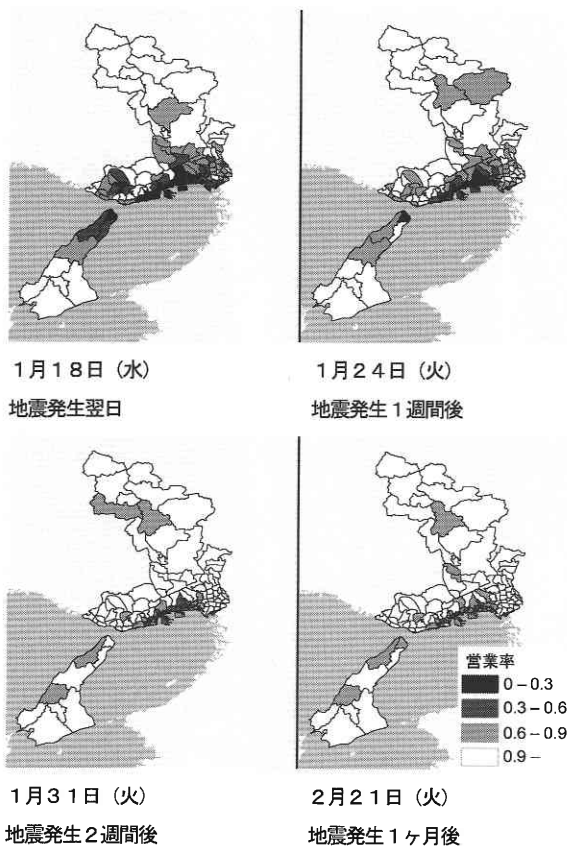 1月18日（水）
地震発生翌日
1月24日（火）
地震発生1週間後
営業率
0－0.3
0.3－0.6
0.6－0.9
0.9－
1月31日（火）
地震発生2週間後
2月21日（火）
地震発生1ヶ月後